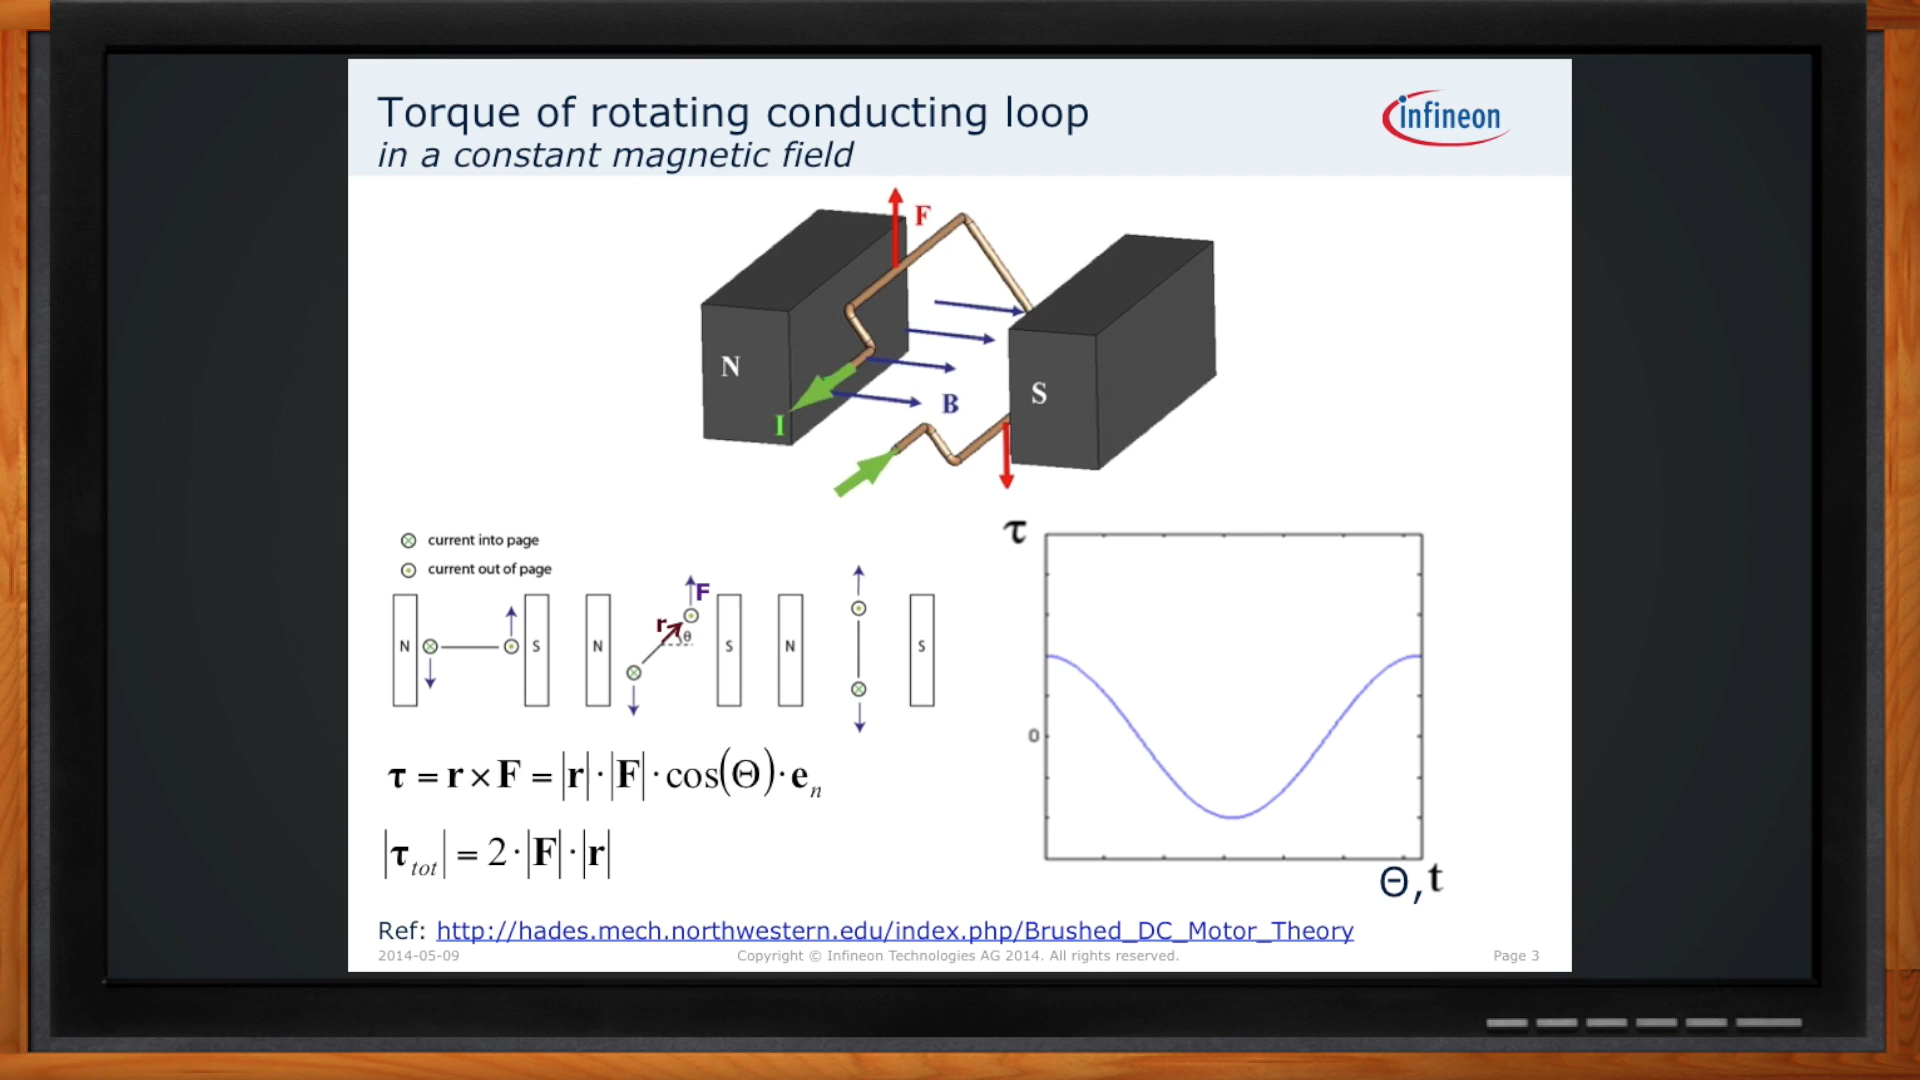 Torque of rotating conducting loop
in a constant magnetic field
infineon
F
N
I
B
S
current into page
current out of page
N
S
N
r
F
θ
S
N
S
τ = r × F = |r| · |F| · cos(Θ) · e_n
|τ_tot| = 2 · |F| · |r|
τ
0
Θ,t
Ref: http://hades.mech.northwestern.edu/index.php/Brushed_DC_Motor_Theory
2014-05-09
Copyright © Infineon Technologies AG 2014. All rights reserved.
Page 3